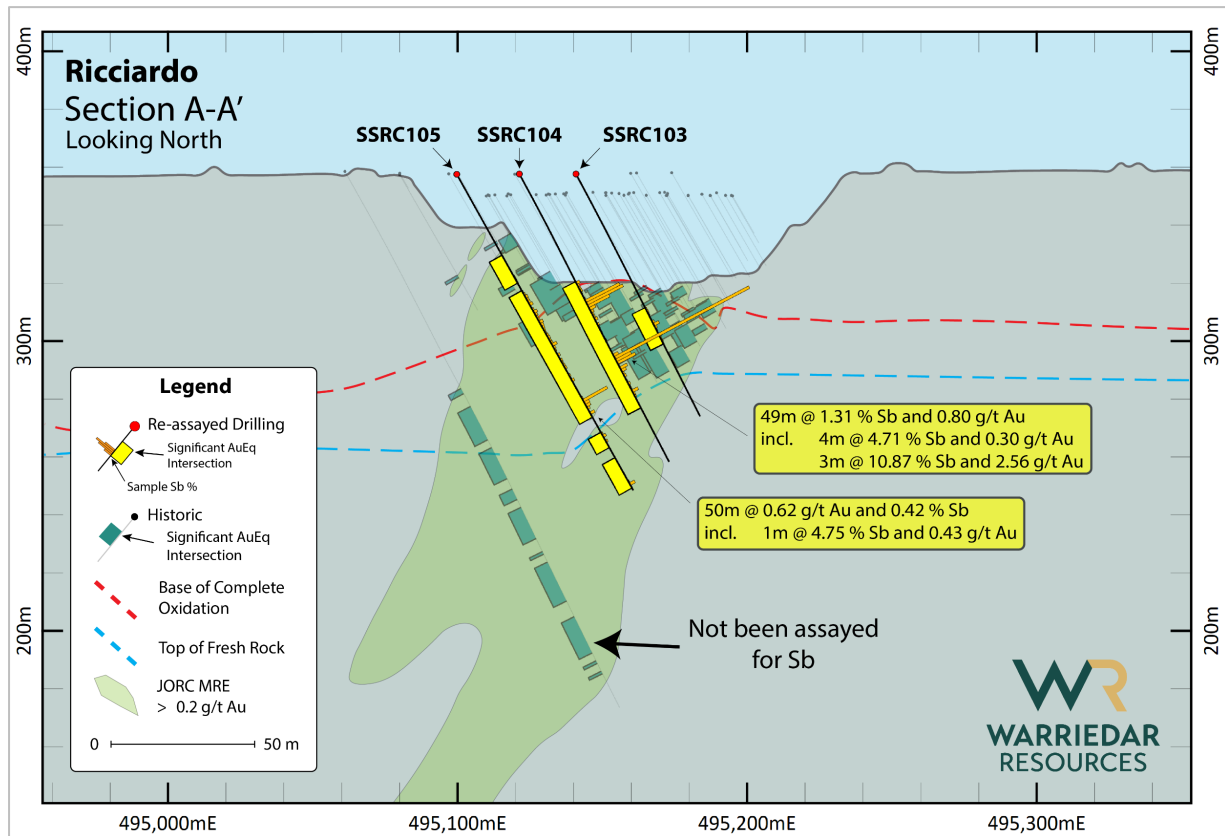 400m
400m
Ricciardo
Section A-A'
Looking North
SSRC105
SSRC104
SSRC103
300m
300m
Legend
Re-assayed Drilling
Significant AuEq
Intersection
Sample Sb %
Historic
Significant AuEq
Intersection
Base of Complete
Oxidation
Top of Fresh Rock
JORC MRE
> 0.2 g/t Au
0
50 m
49m @ 1.31 % Sb and 0.80 g/t Au
incl. 4m @ 4.71 % Sb and 0.30 g/t Au
3m @ 10.87 % Sb and 2.56 g/t Au
50m @ 0.62 g/t Au and 0.42 % Sb
incl. 1m @ 4.75 % Sb and 0.43 g/t Au
200m
200m
Not been assayed
for Sb
WR
WARRIEDAR
RESOURCES
495,000mE
495,100mE
495,200mE
495,300mE